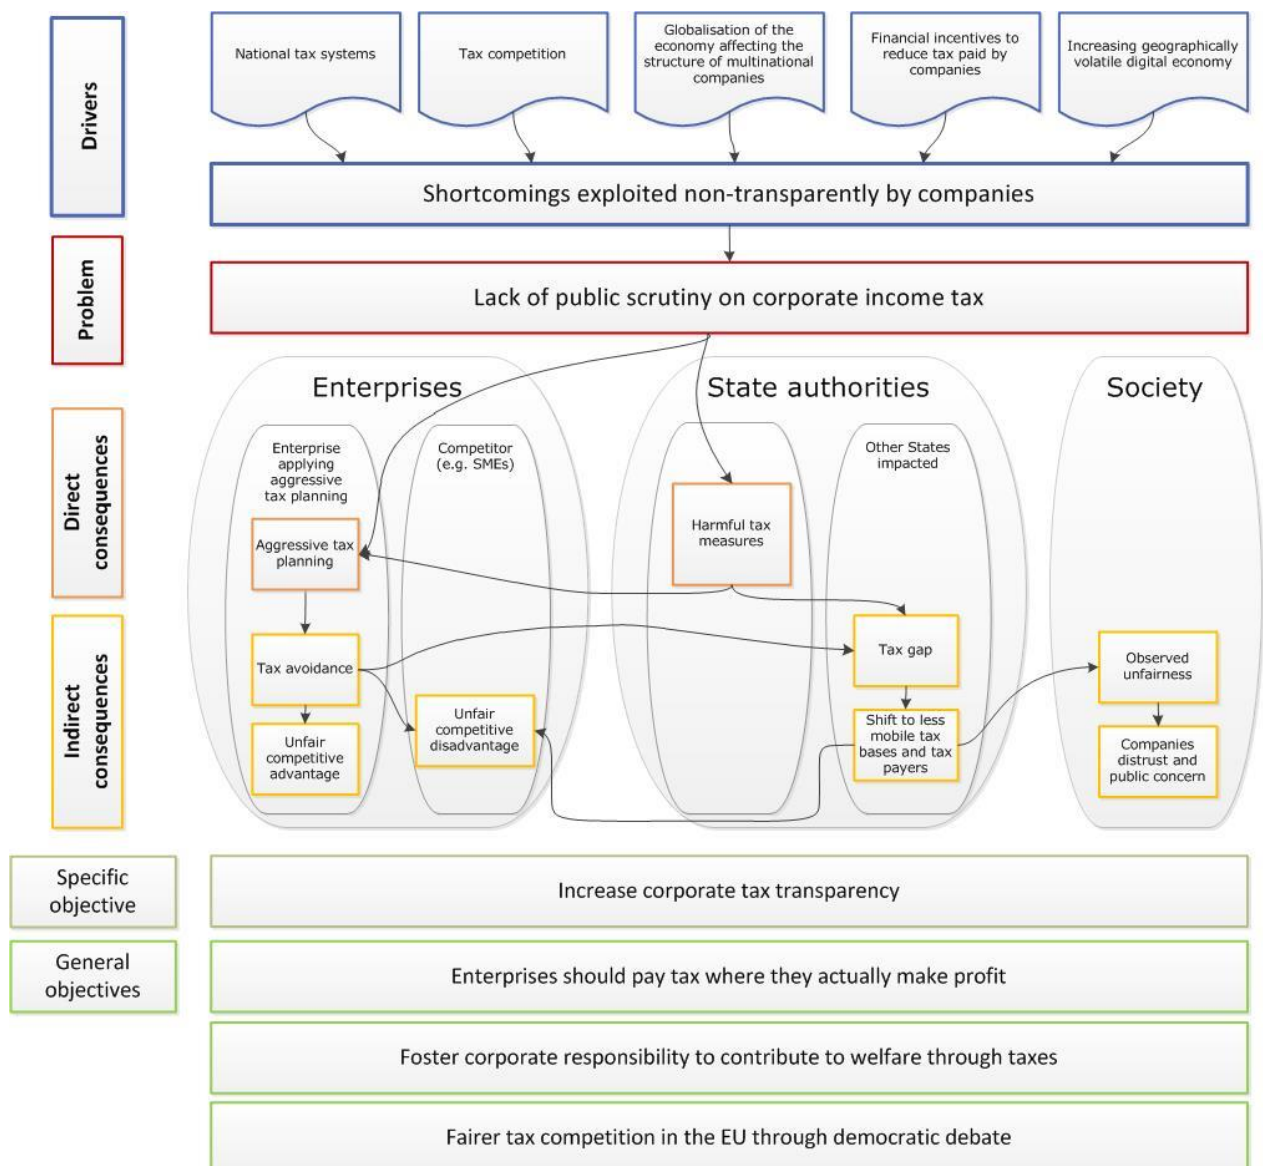 Drivers
National tax systems
Tax competition
Globalisation of the
economy affecting the
structure of multinational
companies
Financial incentives to
reduce tax paid by
companies
Increasing geographically
volatile digital economy
Shortcomings exploited non-transparently by companies
Problem
Lack of public scrutiny on corporate income tax
Enterprises
State authorities
Society
Direct
consequences
Enterprise
applying
aggressive
tax planning
Competitor
(e.g. SMEs)
Other States
impacted
Aggressive tax
planning
Harmful tax
measures
Indirect
consequences
Tax avoidance
Tax gap
Observed
unfairness
Unfair
competitive
advantage
Unfair
competitive
disadvantage
Shift to less
mobile tax
bases and tax
payers
Companies
distrust and
public concern
Specific
objective
Increase corporate tax transparency
General
objectives
Enterprises should pay tax where they actually make profit
Foster corporate responsibility to contribute to welfare through taxes
Fairer tax competition in the EU through democratic debate